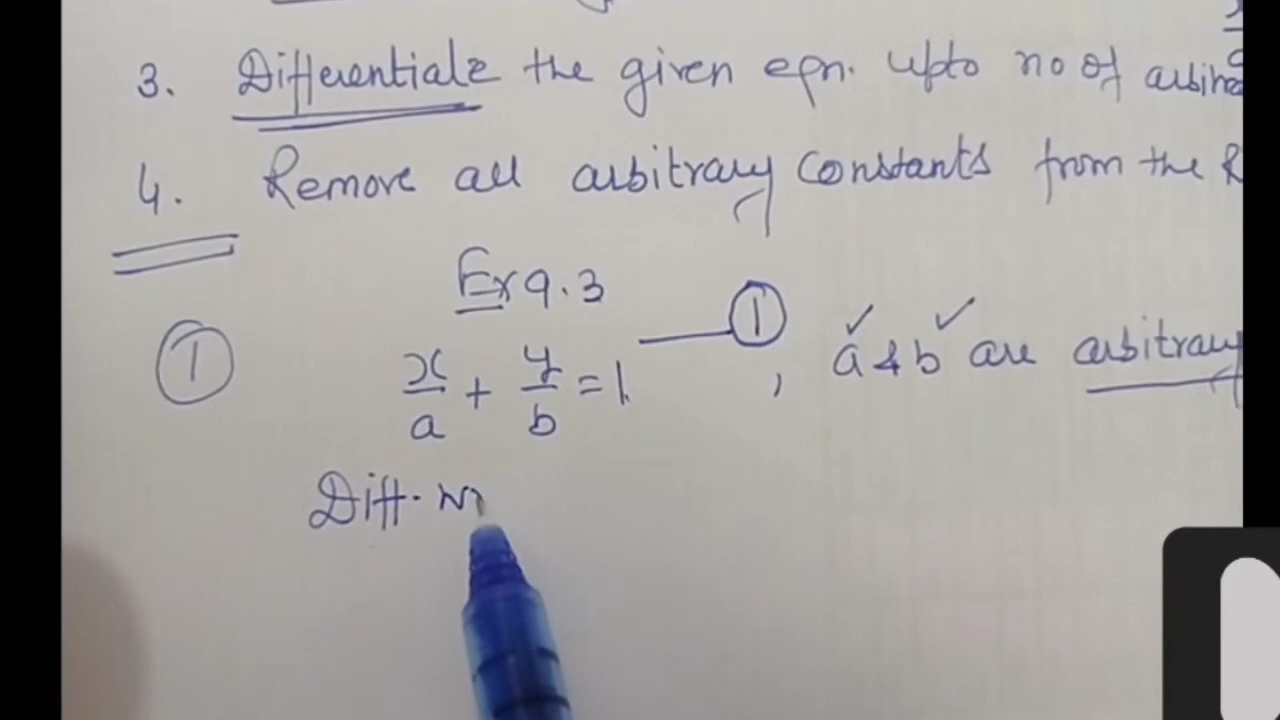 3. Differentiate the given eqn. upto no of
4. Remove all arbitrary constants from the
Ex 9.3
① x/a + y/b = 1 ——① , a & b are arbitrary
Diff.